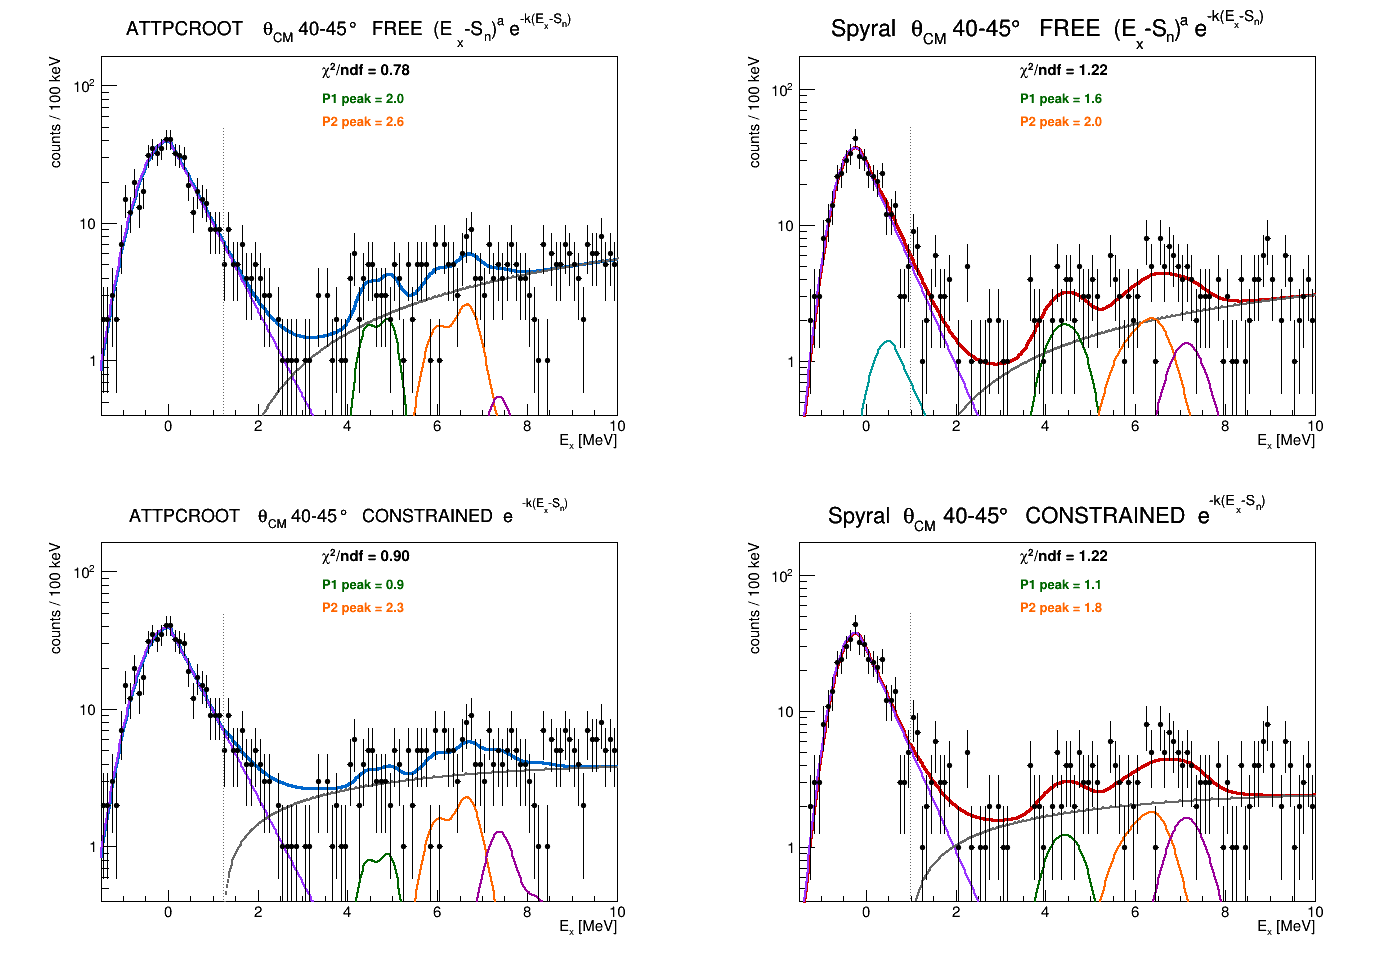 ATTPCROOT θCM 40-45° FREE (Ex-Sn)^a e^-k(Ex-Sn)
χ²/ndf = 0.78
P1 peak = 2.0
P2 peak = 2.6
counts / 100 keV
10²
10
1
0 2 4 6 8 10
Ex [MeV]
Spyral θCM 40-45° FREE (Ex-Sn)^a e^-k(Ex-Sn)
χ²/ndf = 1.22
P1 peak = 1.6
P2 peak = 2.0
counts / 100 keV
10²
10
1
0 2 4 6 8 10
Ex [MeV]
ATTPCROOT θCM 40-45° CONSTRAINED e^-k(Ex-Sn)
χ²/ndf = 0.90
P1 peak = 0.9
P2 peak = 2.3
counts / 100 keV
10²
10
1
0 2 4 6 8 10
Ex [MeV]
Spyral θCM 40-45° CONSTRAINED e^-k(Ex-Sn)
χ²/ndf = 1.22
P1 peak = 1.1
P2 peak = 1.8
counts / 100 keV
10²
10
1
0 2 4 6 8 10
Ex [MeV]